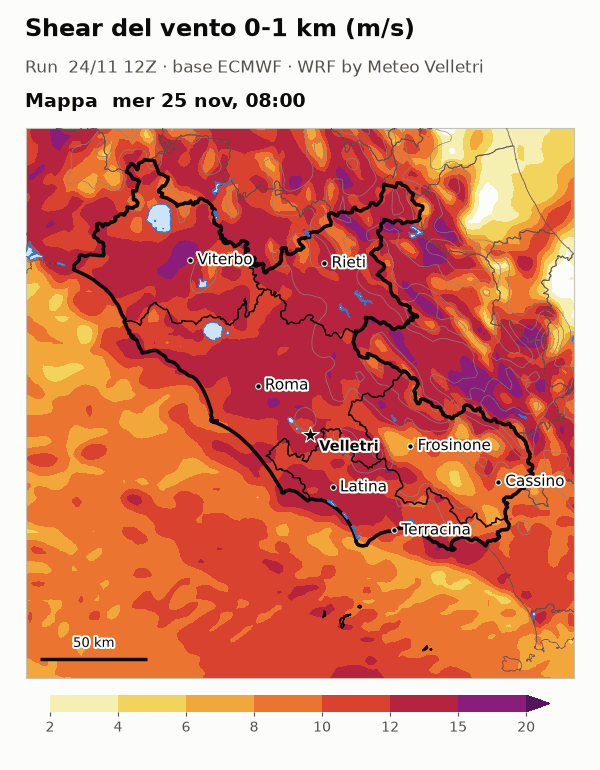 Shear del vento 0-1 km (m/s)
Run 24/11 12Z · base ECMWF · WRF by Meteo Velletri
Mappa mer 25 nov, 08:00
Viterbo
Rieti
Roma
Velletri
Frosinone
Cassino
Latina
Terracina
50 km
2 4 6 8 10 12 15 20